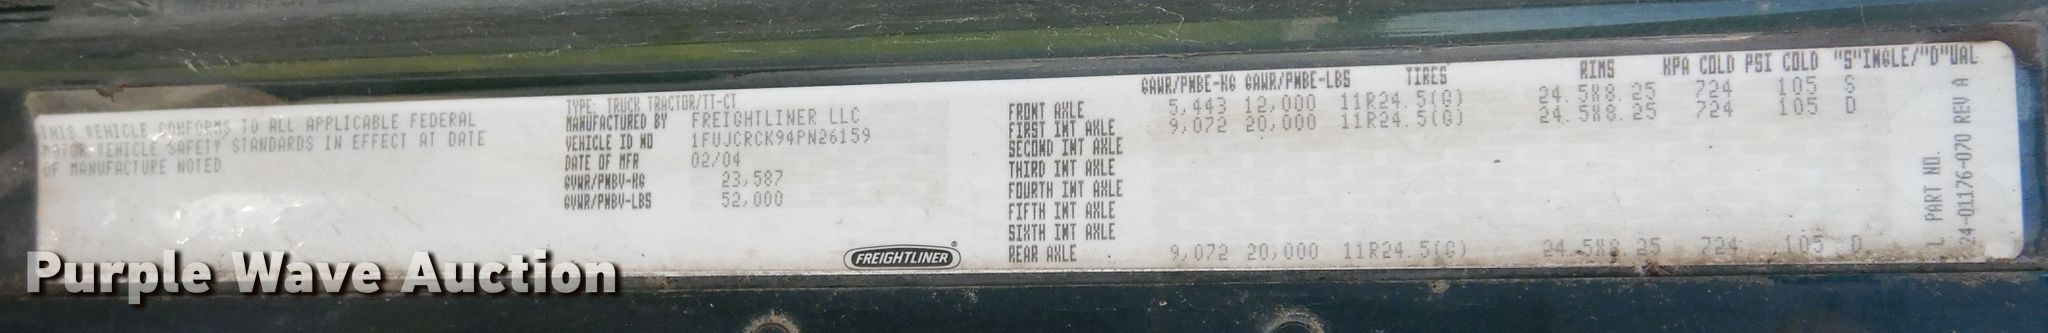 THIS VEHICLE CONFORMS TO ALL APPLICABLE FEDERAL
MOTOR VEHICLE SAFETY STANDARDS IN EFFECT AT DATE
OF MANUFACTURE NOTED.
TYPE: TRUCK TRACTOR/TT-CT
MANUFACTURED BY FREIGHTLINER LLC
VEHICLE ID NO 1FUJCRCK94PN26159
DATE OF MFR 02/04
GVWR/PNBV-KG 23,587
GVWR/PNBV-LBS 52,000
FREIGHTLINER®
GAWR/PNBE-KG GAWR/PNBE-LBS TIRES RIMS KPA COLD PSI COLD "S"INGLE/"D"UAL
FRONT AXLE 5,443 12,000 11R24.5(G) 24.5X8.25 724 105 S
FIRST INT AXLE 9,072 20,000 11R24.5(G) 24.5X8.25 724 105 D
SECOND INT AXLE
THIRD INT AXLE
FOURTH INT AXLE
FIFTH INT AXLE
SIXTH INT AXLE
REAR AXLE 9,072 20,000 11R24.5(G) 24.5X8.25 724 105 D
L PART NO.
24-01176-070 REV A
Purple Wave Auction